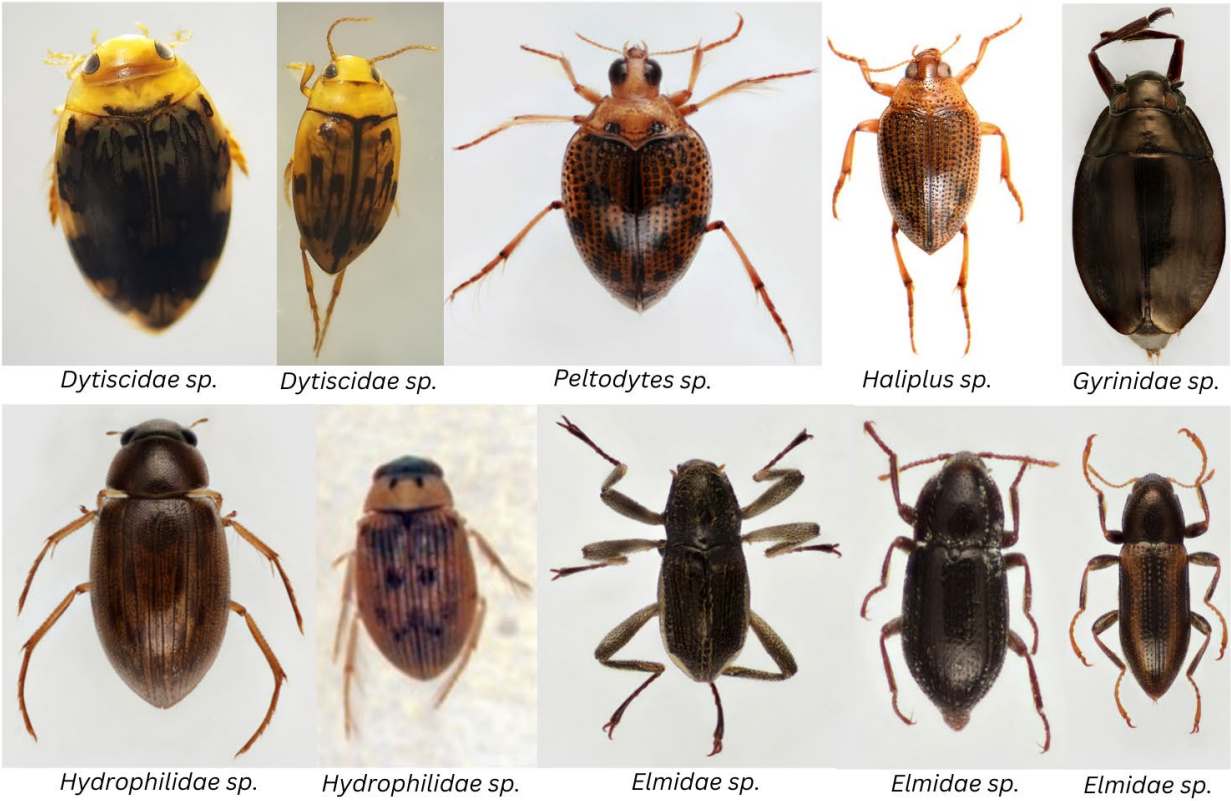 Dytiscidae sp.
Dytiscidae sp.
Peltodytes sp.
Haliplus sp.
Gyrinidae sp.
Hydrophilidae sp.
Hydrophilidae sp.
Elmidae sp.
Elmidae sp.
Elmidae sp.